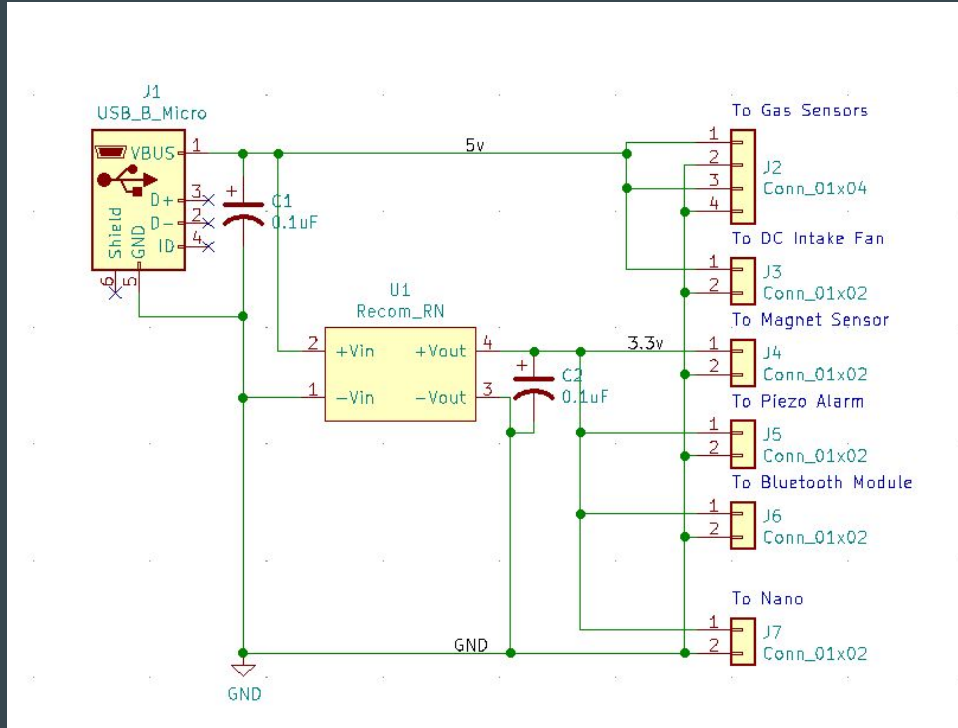 J1
USB_B_Micro
VBUS
1
D+
3
D-
2
ID
4
Shield
GND
6
5
+
C1
0.1uF
5v
U1
Recom_RN
2
+Vin
+Vout
4
1
-Vin
-Vout
3
+
C2
0.1uF
3.3v
GND
GND
To Gas Sensors
1
2
3
4
J2
Conn_01x04
To DC Intake Fan
1
2
J3
Conn_01x02
To Magnet Sensor
1
2
J4
Conn_01x02
To Piezo Alarm
1
2
J5
Conn_01x02
To Bluetooth Module
1
2
J6
Conn_01x02
To Nano
1
2
J7
Conn_01x02